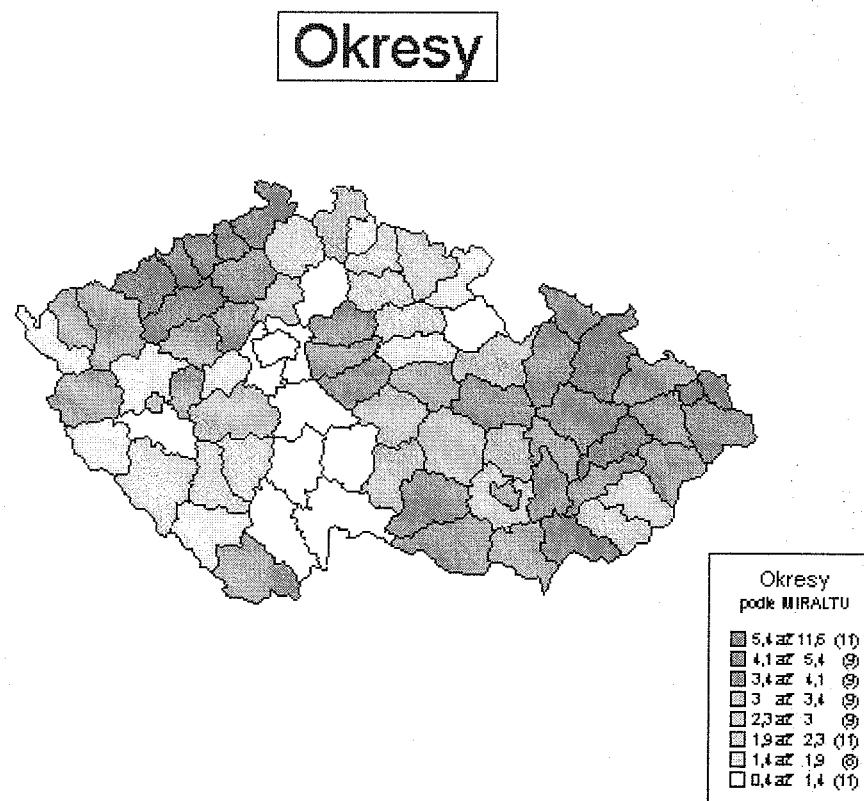 Okresy
Okresy
podle MIRALTU
5,4 až 11,6 (11)
4,1 až 5,4 (9)
3,4 až 4,1 (9)
3 až 3,4 (9)
2,3 až 3 (9)
1,9 až 2,3 (11)
1,4 až 1,9 (6)
0,4 až 1,4 (11)